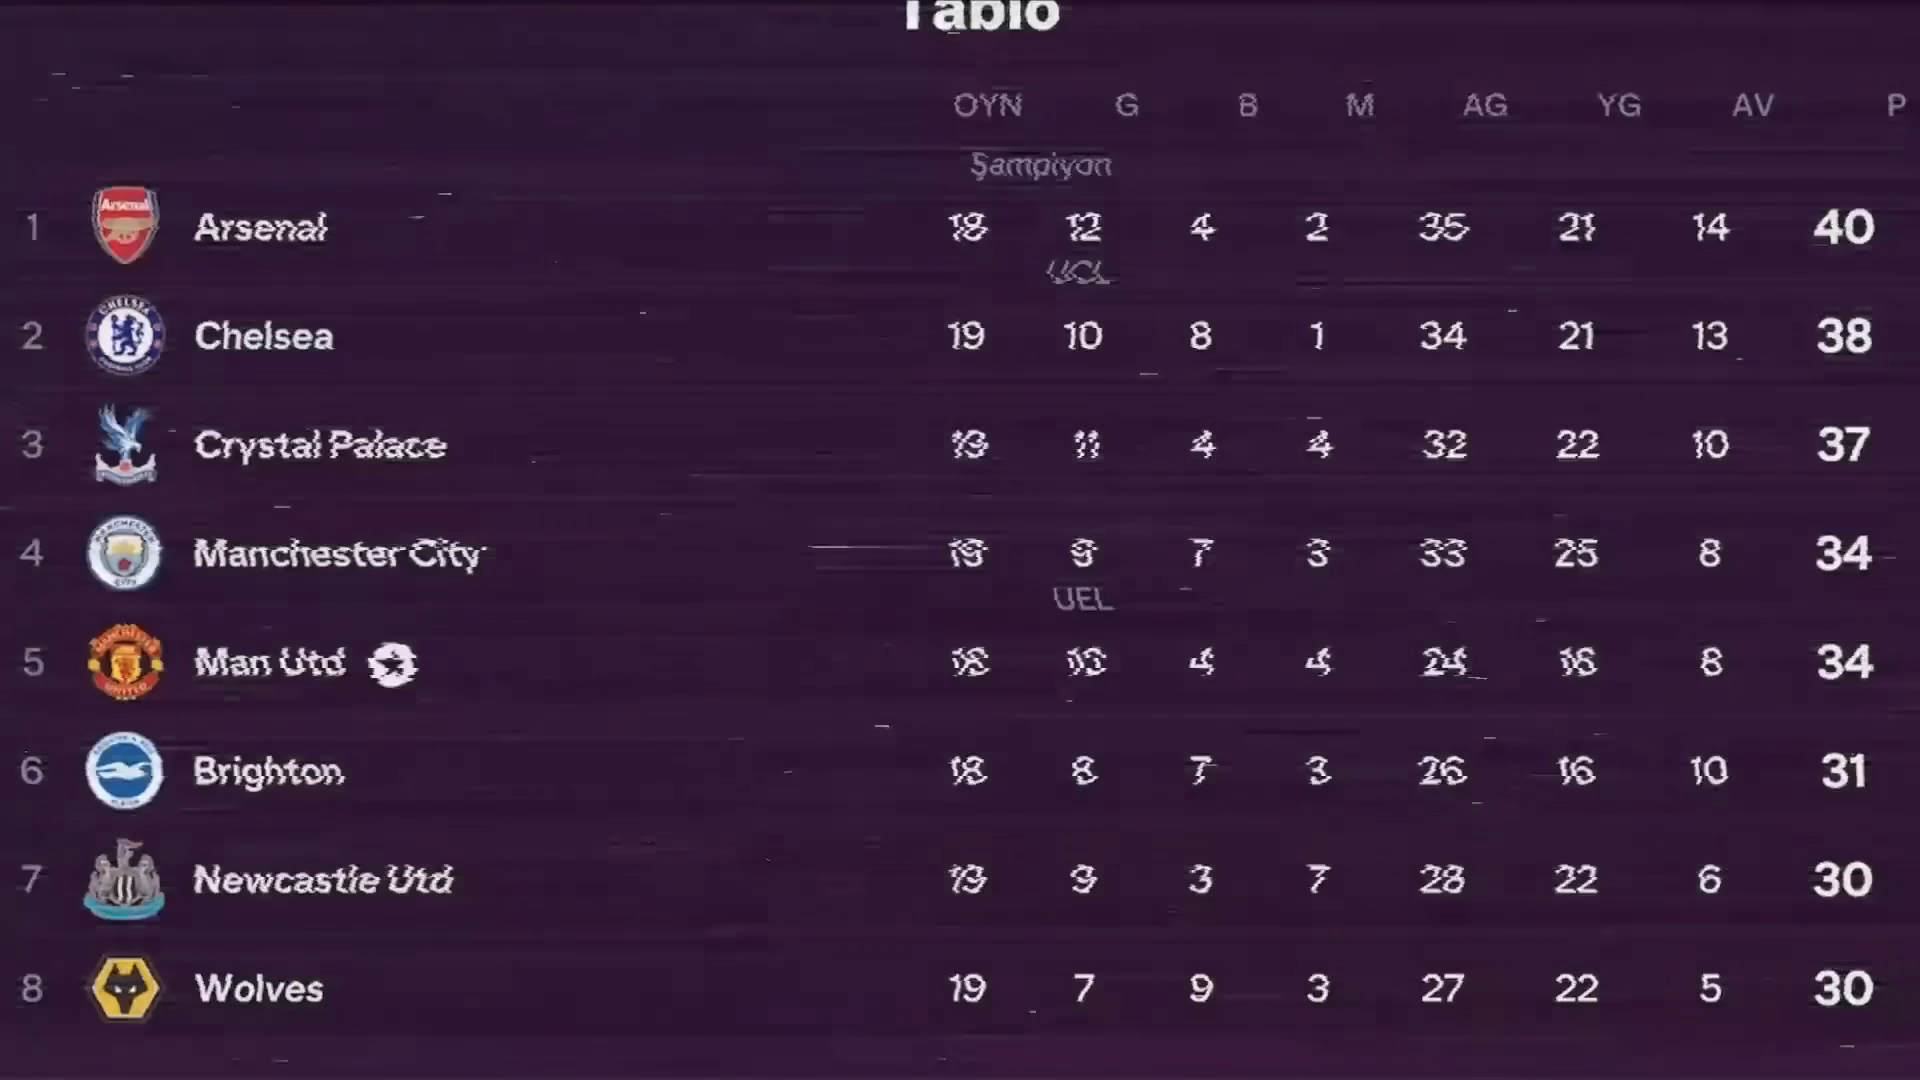 Tablo
OYN G B M AG YG AV P
Şampiyon
1 Arsenal 18 12 4 2 35 21 14 40
UCL
2 Chelsea 19 10 8 1 34 21 13 38
3 Crystal Palace 19 11 4 4 32 22 10 37
4 Manchester City 19 9 7 3 33 25 8 34
UEL
5 Man Utd 18 10 4 4 24 16 8 34
6 Brighton 18 8 7 3 26 16 10 31
7 Newcastle Utd 19 9 3 7 28 22 6 30
8 Wolves 19 7 9 3 27 22 5 30